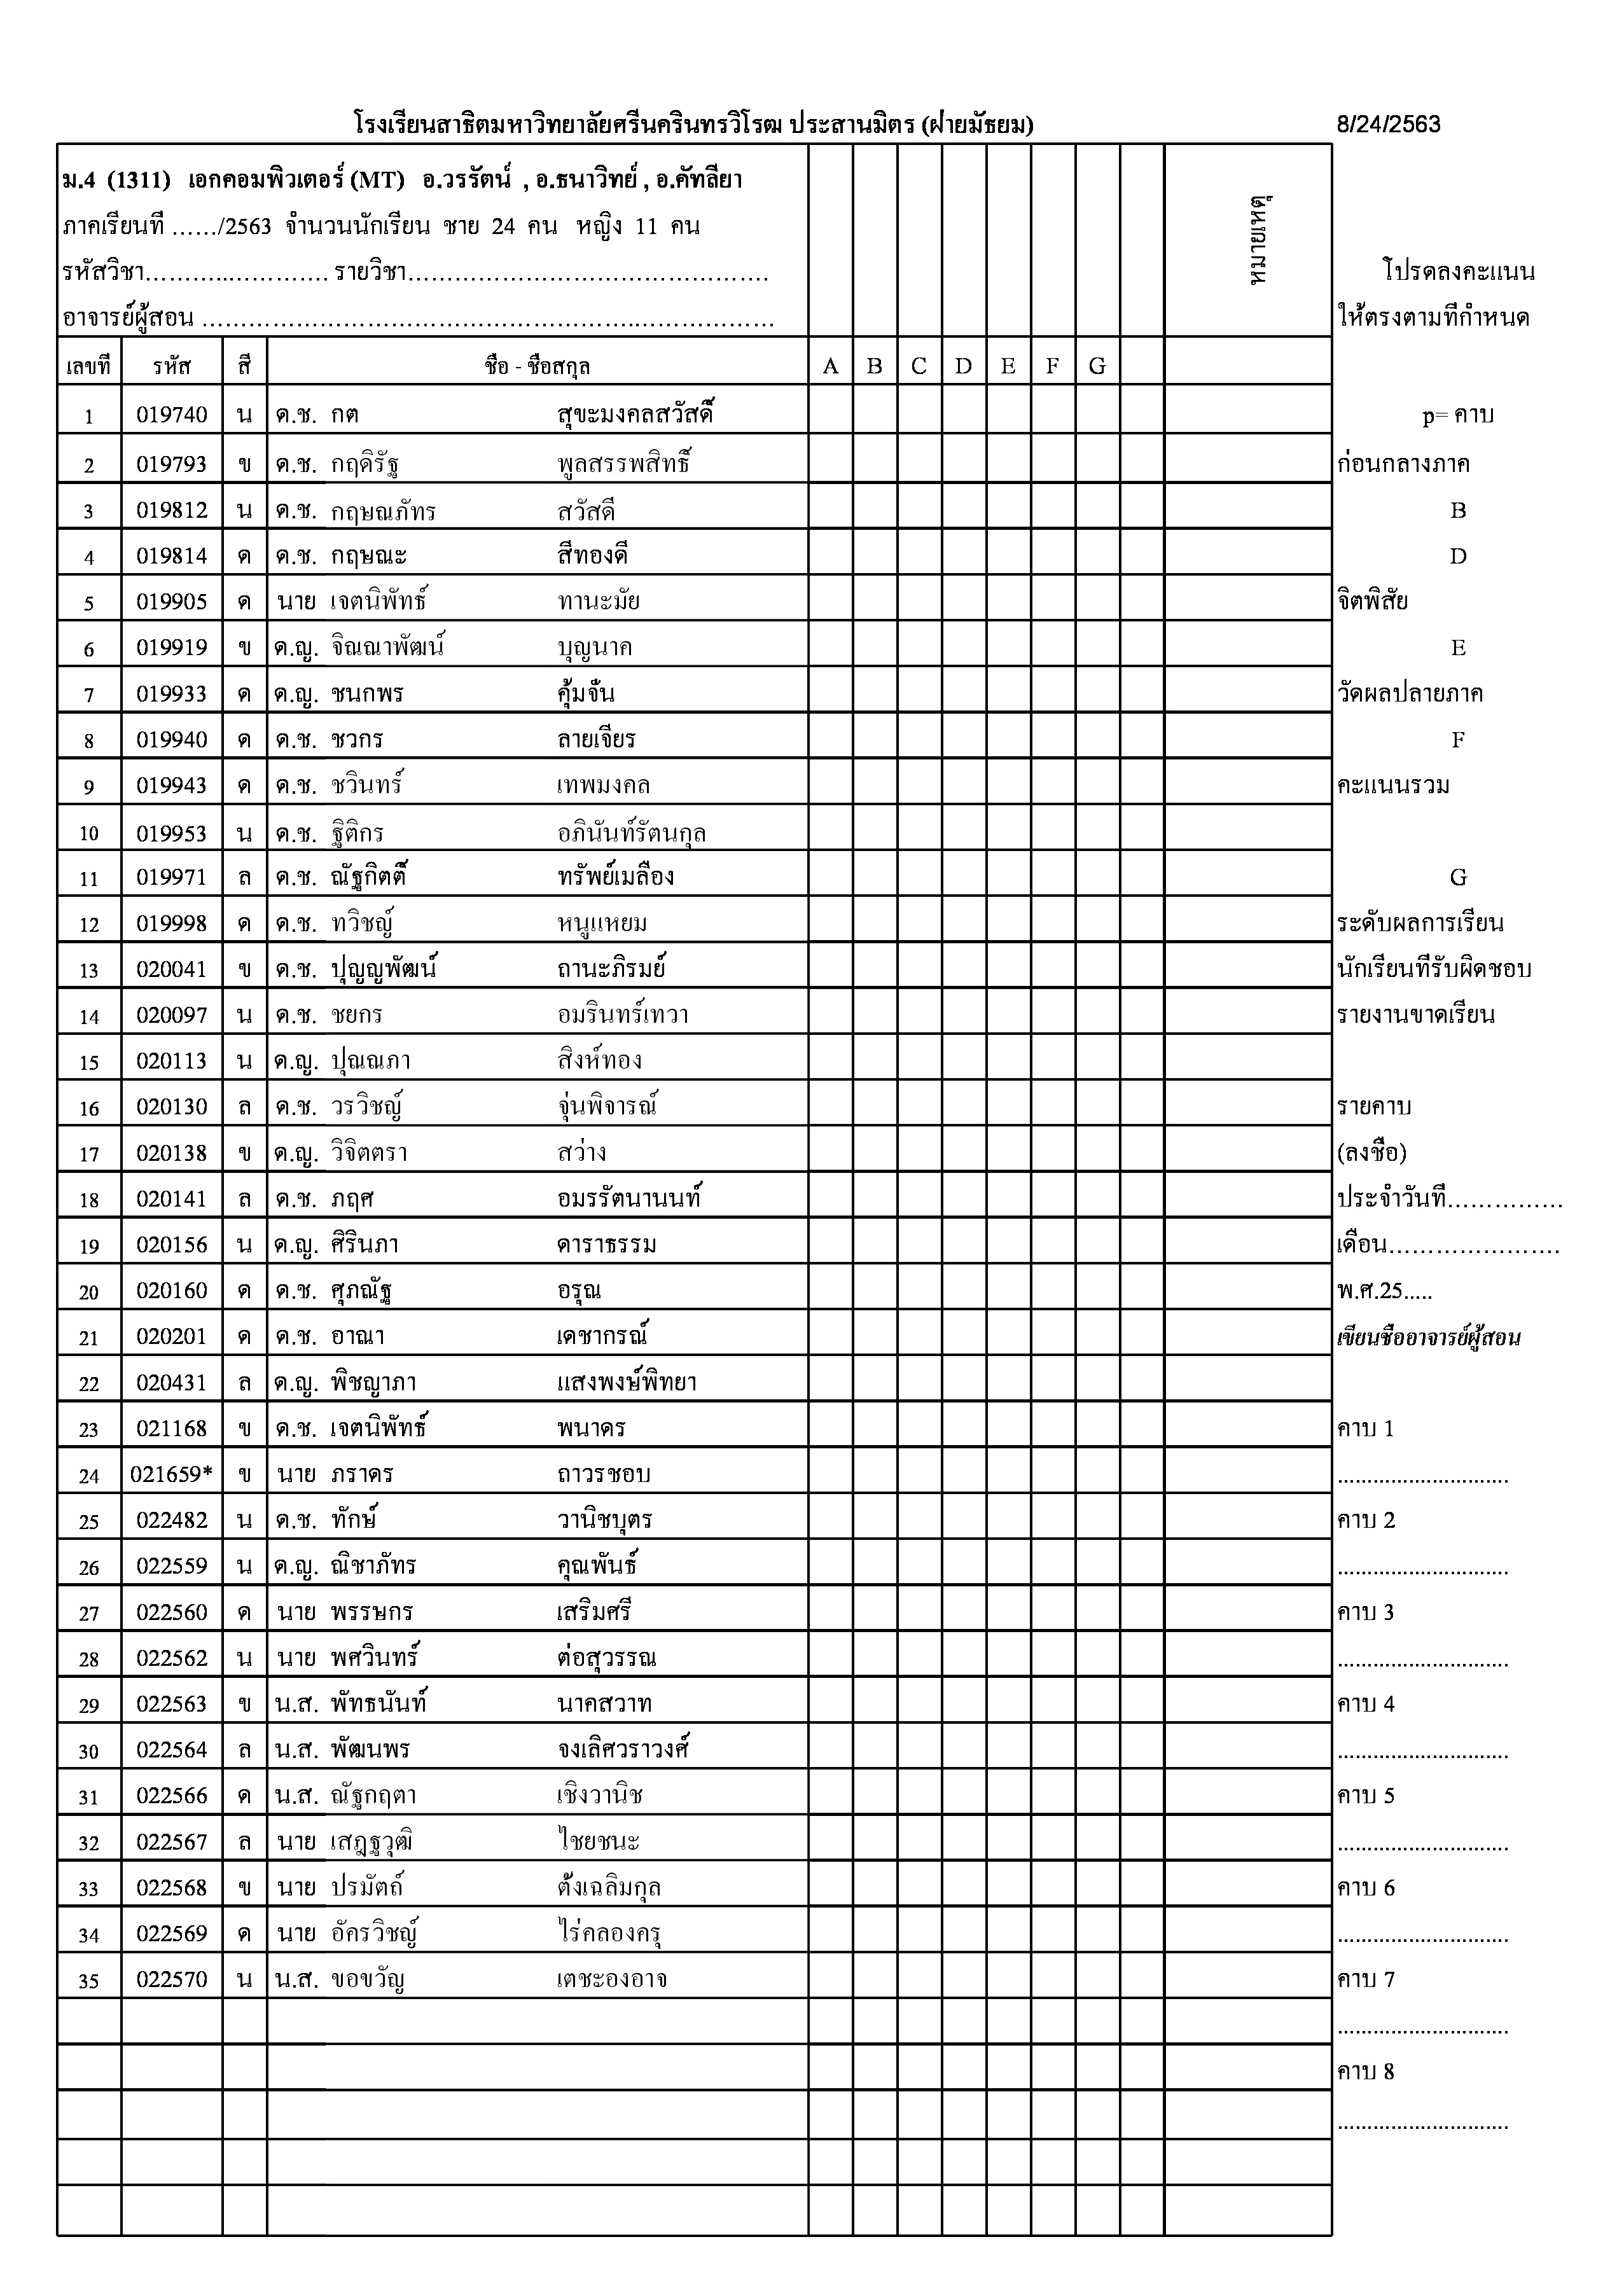 โรงเรียนสาธิตมหาวิทยาลัยศรีนครินทรวิโรฒ ประสานมิตร (ฝ่ายมัธยม) 8/24/2563
ม.4 (1311) เอกคอมพิวเตอร์ (MT) อ.วรรัตน์ , อ.ธนาวิทย์ , อ.คัทลียา
ภาคเรียนที่ ....../2563 จำนวนนักเรียน ชาย 24 คน หญิง 11 คน
หมายเหตุ
รหัสวิชา........................ รายวิชา............................................... โปรดลงคะแนน
อาจารย์ผู้สอน ........................................................................... ให้ตรงตามที่กำหนด
เลขที่ รหัส สี ชื่อ - ชื่อสกุล A B C D E F G
1 019740 น ด.ช. กต สุขะมงคลสวัสดิ์ p= คาบ
2 019793 ข ด.ช. กฤดิรัฐ พูลสรรพสิทธิ์ ก่อนกลางภาค
3 019812 น ด.ช. กฤษณภัทร สวัสดี B
4 019814 ด ด.ช. กฤษณะ สีทองดี D
5 019905 ด นาย เจตนิพัทธ์ ทานะมัย จิตพิสัย
6 019919 ข ด.ญ. จิณณาพัฒน์ บุญนาค E
7 019933 ด ด.ญ. ชนกพร คุ้มจั่น วัดผลปลายภาค
8 019940 ด ด.ช. ชวกร ลายเจียร F
9 019943 ด ด.ช. ชวินทร์ เทพมงคล คะแนนรวม
10 019953 น ด.ช. ฐิติกร อภินันท์รัตนกุล
11 019971 ล ด.ช. ณัฐกิตติ์ ทรัพย์เมลือง G
12 019998 ด ด.ช. ทวิชญ์ หนูแหยม ระดับผลการเรียน
13 020041 ข ด.ช. ปุญญพัฒน์ ถานะภิรมย์ นักเรียนที่รับผิดชอบ
14 020097 น ด.ช. ชยกร อมรินทร์เทวา รายงานขาดเรียน
15 020113 น ด.ญ. ปุณณภา สิงห์ทอง
16 020130 ล ด.ช. วรวิชญ์ จุ่นพิจารณ์ รายคาบ
17 020138 ข ด.ญ. วิจิตตรา สว่าง (ลงชื่อ)
18 020141 ล ด.ช. ภฤศ อมรรัตนานนท์ ประจำวันที่...............
19 020156 น ด.ญ. ศิรินภา ดาราธรรม เดือน......................
20 020160 ด ด.ช. ศุภณัฐ อรุณ พ.ศ.25.....
21 020201 ด ด.ช. อาณา เดชากรณ์ เขียนชื่ออาจารย์ผู้สอน
22 020431 ล ด.ญ. พิชญาภา แสงพงษ์พิทยา
23 021168 ข ด.ช. เจตนิพัทธ์ พนาดร คาบ 1
24 021659* ข นาย ภราดร ถาวรชอบ .............................
25 022482 น ด.ช. ทักษ์ วานิชบุตร คาบ 2
26 022559 น ด.ญ. ณิชาภัทร คุณพันธ์ .............................
27 022560 ด นาย พรรษกร เสริมศรี คาบ 3
28 022562 น นาย พศวินทร์ ต่อสุวรรณ .............................
29 022563 ข น.ส. พัทธนันท์ นาคสวาท คาบ 4
30 022564 ล น.ส. พัฒนพร จงเลิศวราวงศ์ .............................
31 022566 ด น.ส. ณัฐกฤตา เชิงวานิช คาบ 5
32 022567 ล นาย เสฎฐวุฒิ ไชยชนะ .............................
33 022568 ข นาย ปรมัตถ์ ตั้งเฉลิมกุล คาบ 6
34 022569 ด นาย อัครวิชญ์ ไร่คลองครุ .............................
35 022570 น น.ส. ขอขวัญ เตชะองอาจ คาบ 7
.............................
คาบ 8
.............................